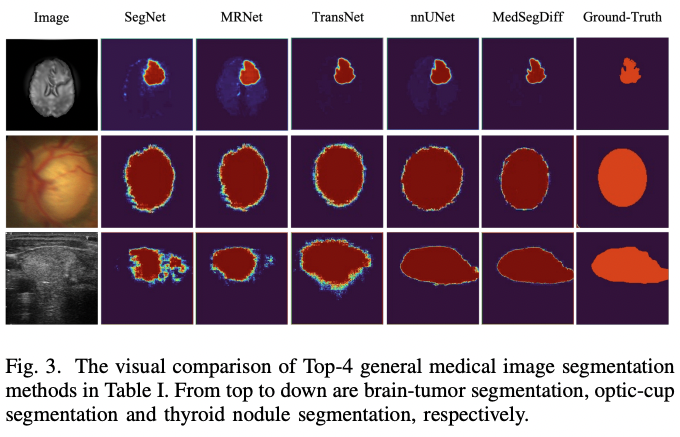 Image SegNet MRNet TransNet nnUNet MedSegDiff Ground-Truth
Fig. 3. The visual comparison of Top-4 general medical image segmentation
methods in Table I. From top to down are brain-tumor segmentation, optic-cup
segmentation and thyroid nodule segmentation, respectively.